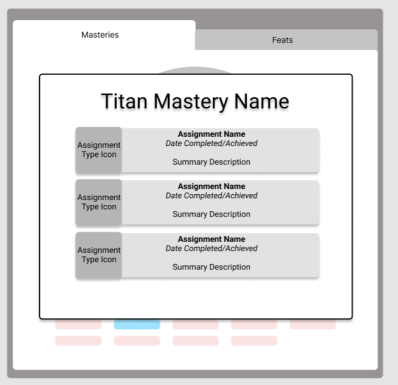 Masteries
Feats
Titan Mastery Name
Assignment
Type Icon
Assignment Name
Date Completed/Achieved
Summary Description
Assignment
Type Icon
Assignment Name
Date Completed/Achieved
Summary Description
Assignment
Type Icon
Assignment Name
Date Completed/Achieved
Summary Description